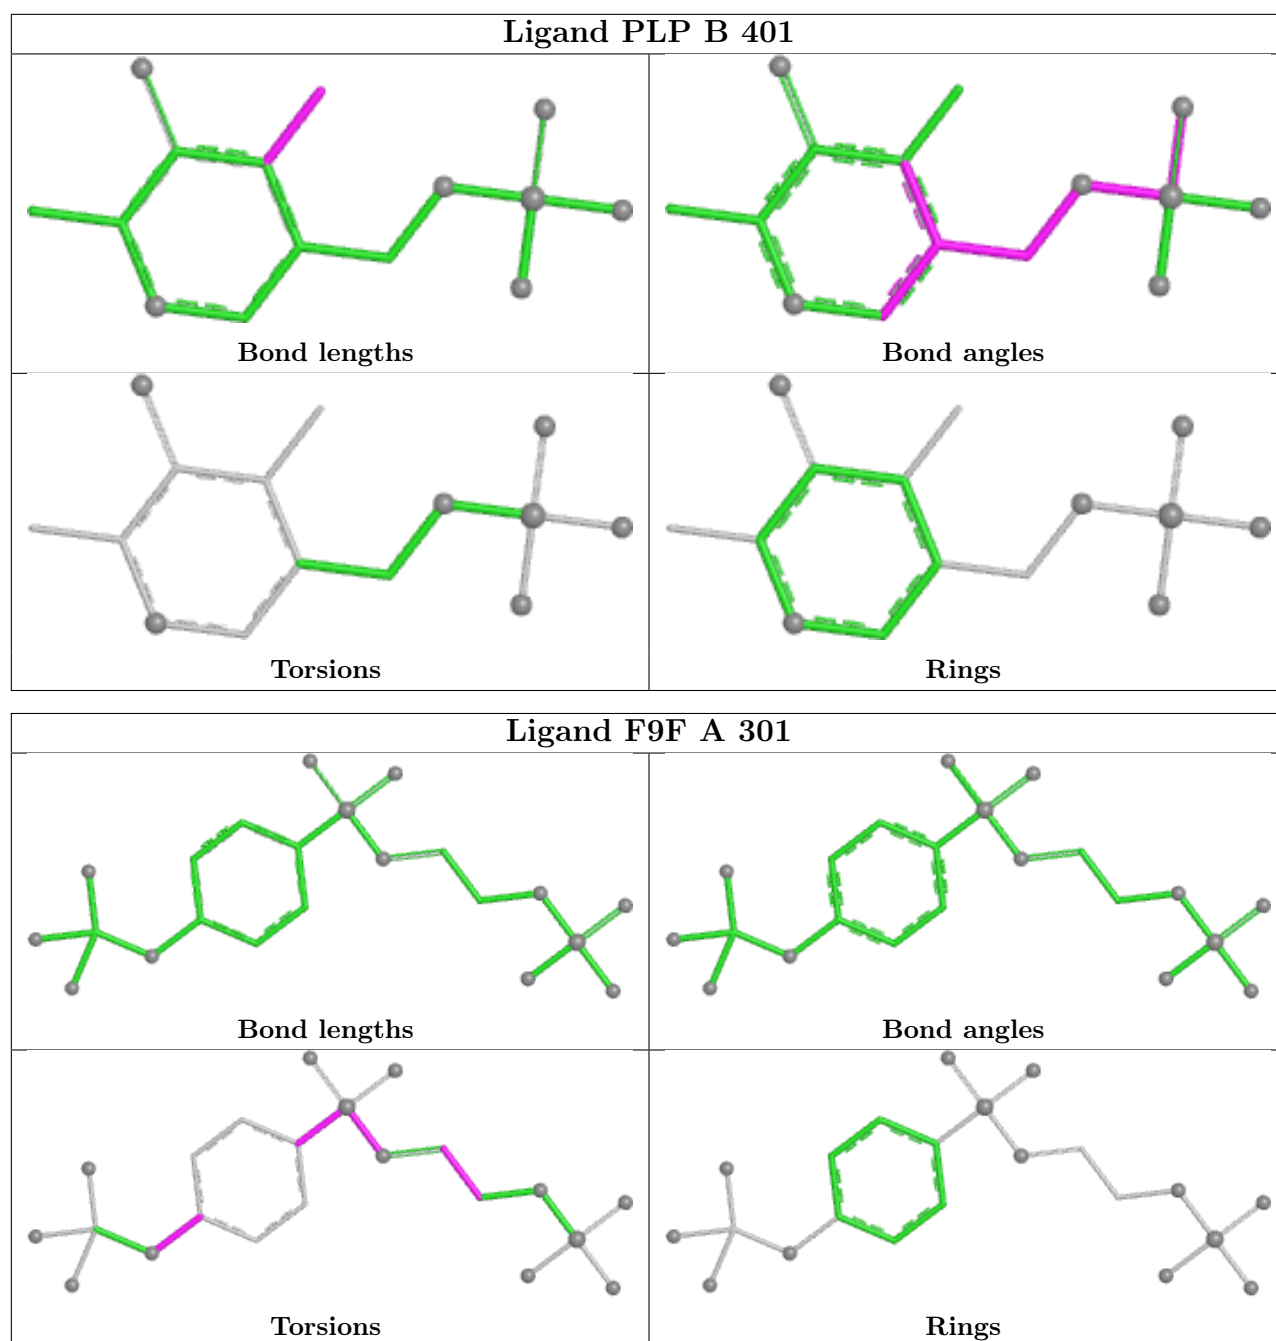 Ligand PLP B 401
Bond lengths
Bond angles
Torsions
Rings
Ligand F9F A 301
Bond lengths
Bond angles
Torsions
Rings